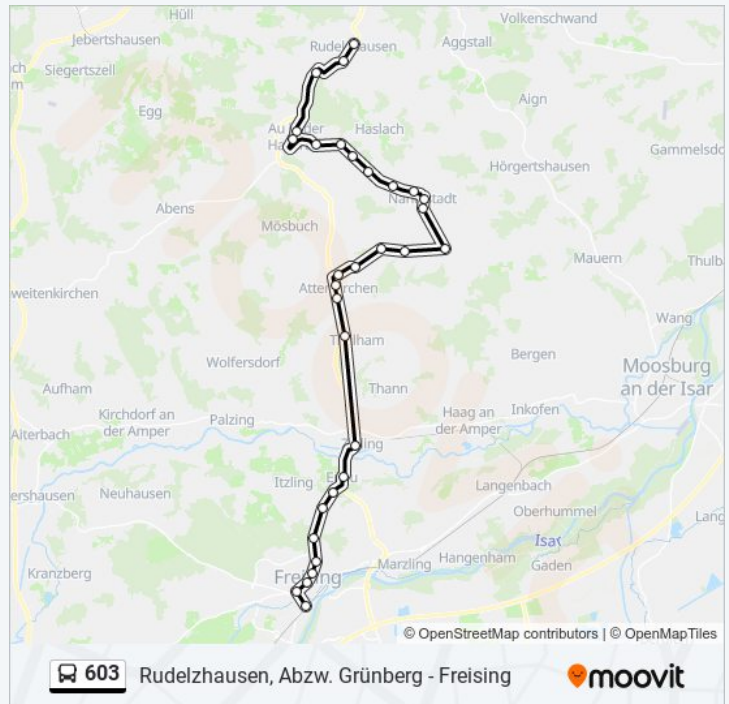 Hüll
Volkenschwand
Jebertshausen
Rudelzhausen
Aggstall
Siegertszell
Egg
Aign
Haslach
Gammelsdo
Hörgertshausen
Abens
Mösbuch
Mauern
Thulb
weitenkirchen
Wang
Wolfersdorf
Bergen
Moosburg
an der Isar
Aufham
Thann
Kirchdorf an
der Amper
Palzing
Haag an
der Amper
Inkofen
Alterbach
Itzling
Langenbach
ershausen
Neuhausen
Oberhummel
Lang
Isar
Hangenham
Gaden
Marzling
Kranzberg
Freising
© OpenStreetMap contributors | © OpenMapTiles
603 Rudelzhausen, Abzw. Grünberg - Freising
moovit